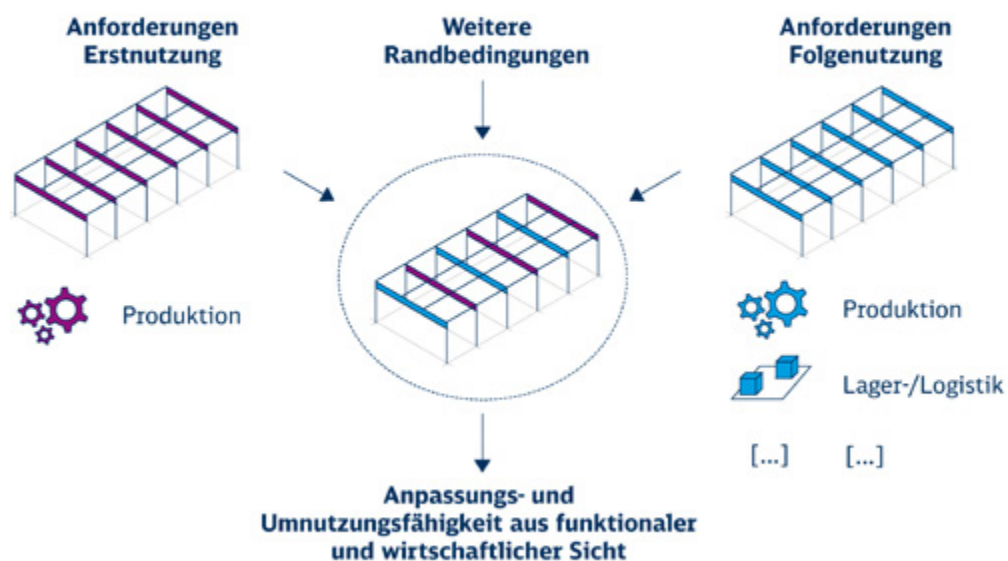 Anforderungen
Erstnutzung
Weitere
Randbedingungen
Anforderungen
Folgenutzung
Produktion
Produktion
Lager-/Logistik
[...] [...]
Anpassungs- und
Umnutzungsfähigkeit aus funktionaler
und wirtschaftlicher Sicht